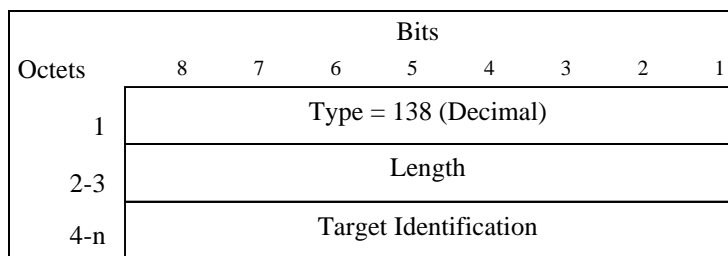 Bits
Octets 8 7 6 5 4 3 2 1
1 Type = 138 (Decimal)
2-3 Length
4-n Target Identification